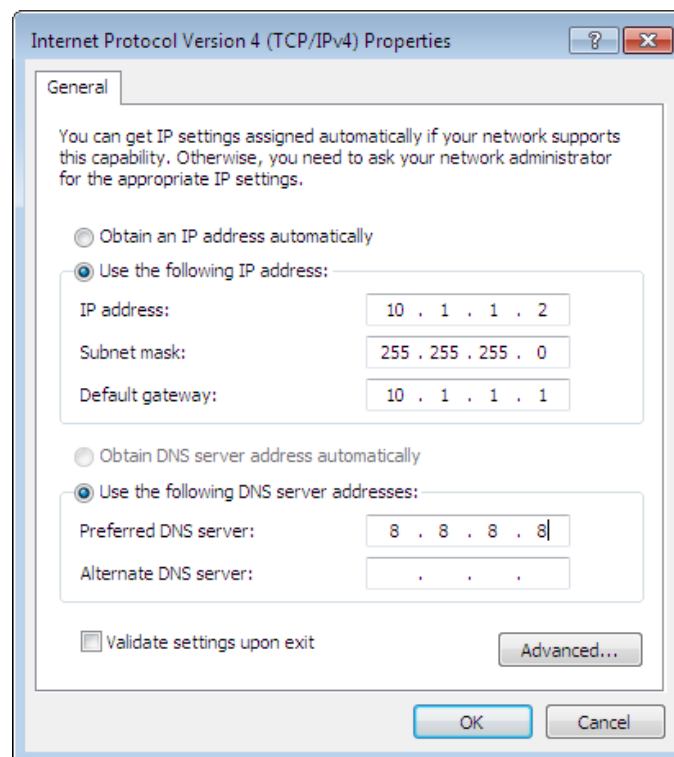 Internet Protocol Version 4 (TCP/IPv4) Properties
?
General
You can get IP settings assigned automatically if your network supports
this capability. Otherwise, you need to ask your network administrator
for the appropriate IP settings.
Obtain an IP address automatically
Use the following IP address:
IP address: 10 . 1 . 1 . 2
Subnet mask: 255 . 255 . 255 . 0
Default gateway: 10 . 1 . 1 . 1
Obtain DNS server address automatically
Use the following DNS server addresses:
Preferred DNS server: 8 . 8 . 8 . 8
Alternate DNS server: . . .
Validate settings upon exit
Advanced...
OK Cancel